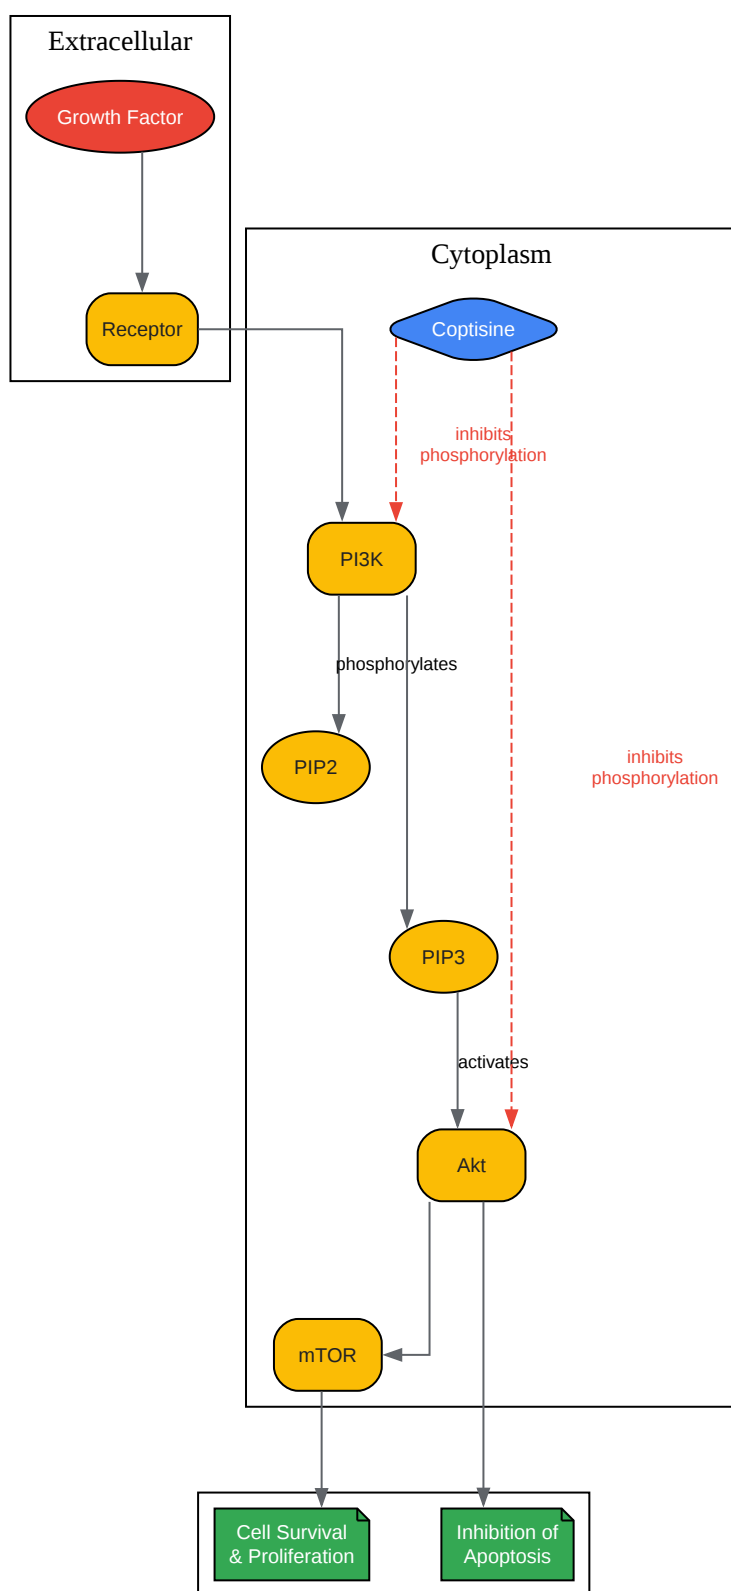 Extracellular
Growth Factor
Receptor
Cytoplasm
Coptisine
inhibits
phosphorylation
PI3K
phosphorylates
PIP2
inhibits
phosphorylation
PIP3
activates
Akt
mTOR
Cell Survival
& Proliferation
Inhibition of
Apoptosis